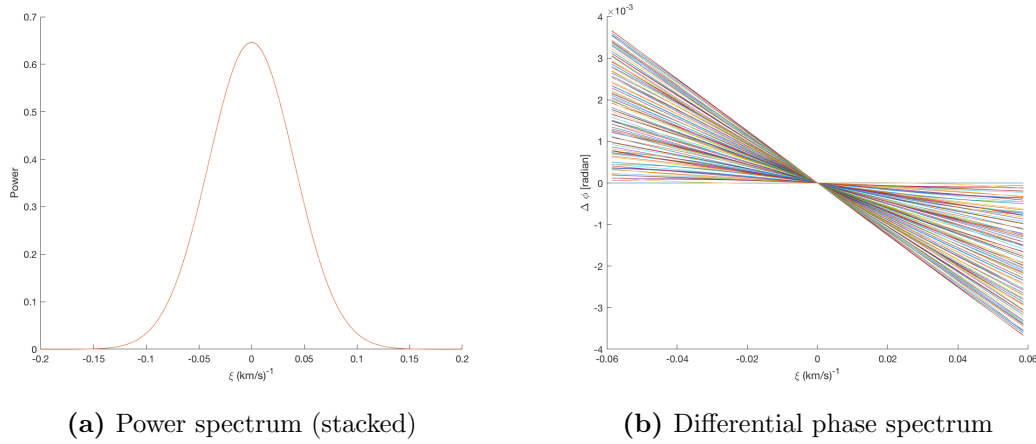 0.7
0.6
0.5
0.4
0.3
0.2
0.1
0
Power
-0.2 -0.15 -0.1 -0.05 0 0.05 0.1 0.15 0.2
ξ (km/s)⁻¹
(a) Power spectrum (stacked)
×10⁻³
4
3
2
1
0
-1
-2
-3
-4
Δ ϕ [radian]
-0.06 -0.04 -0.02 0 0.02 0.04 0.06
ξ (km/s)⁻¹
(b) Differential phase spectrum